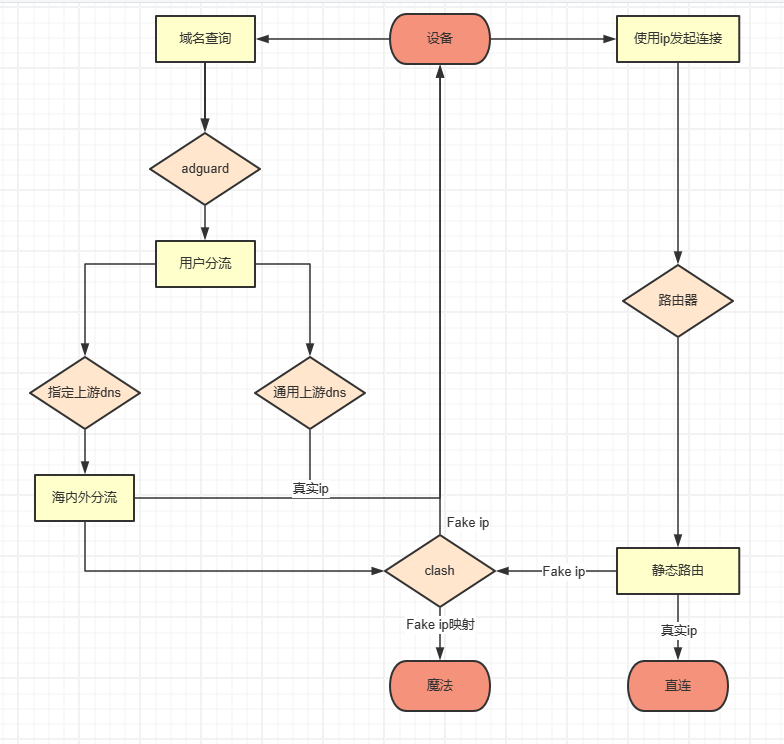 域名查询
设备
使用ip发起连接
adguard
用户分流
路由器
指定上游dns
通用上游dns
真实ip
海内外分流
Fake ip
clash
Fake ip
静态路由
Fake ip映射
真实ip
魔法
直连